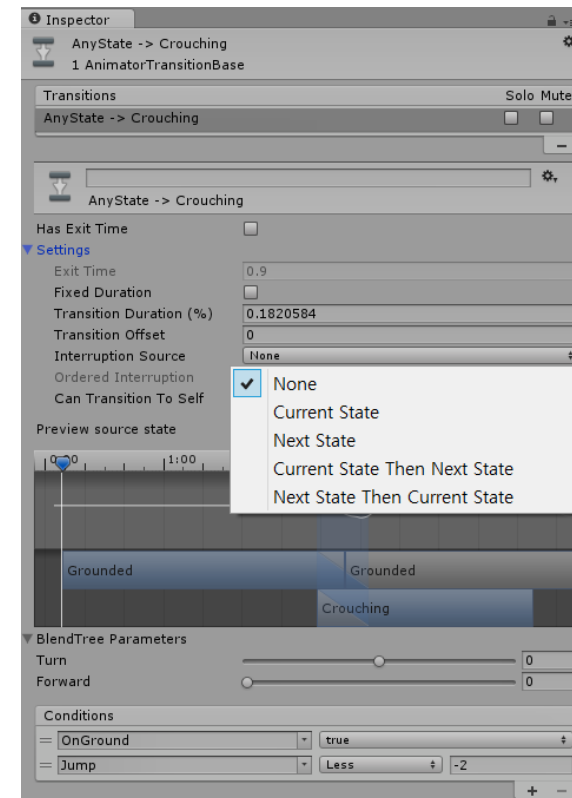 Inspector
AnyState -> Crouching
1 AnimatorTransitionBase
Transitions Solo Mute
AnyState -> Crouching
AnyState -> Crouching
Has Exit Time
Settings
Exit Time 0.9
Fixed Duration
Transition Duration (%) 0.1820584
Transition Offset 0
Interruption Source None
Ordered Interruption
Can Transition To Self
None
Current State
Next State
Current State Then Next State
Next State Then Current State
Preview source state
1:00
Grounded Grounded
Crouching
BlendTree Parameters
Turn 0
Forward 0
Conditions
OnGround true
Jump Less -2